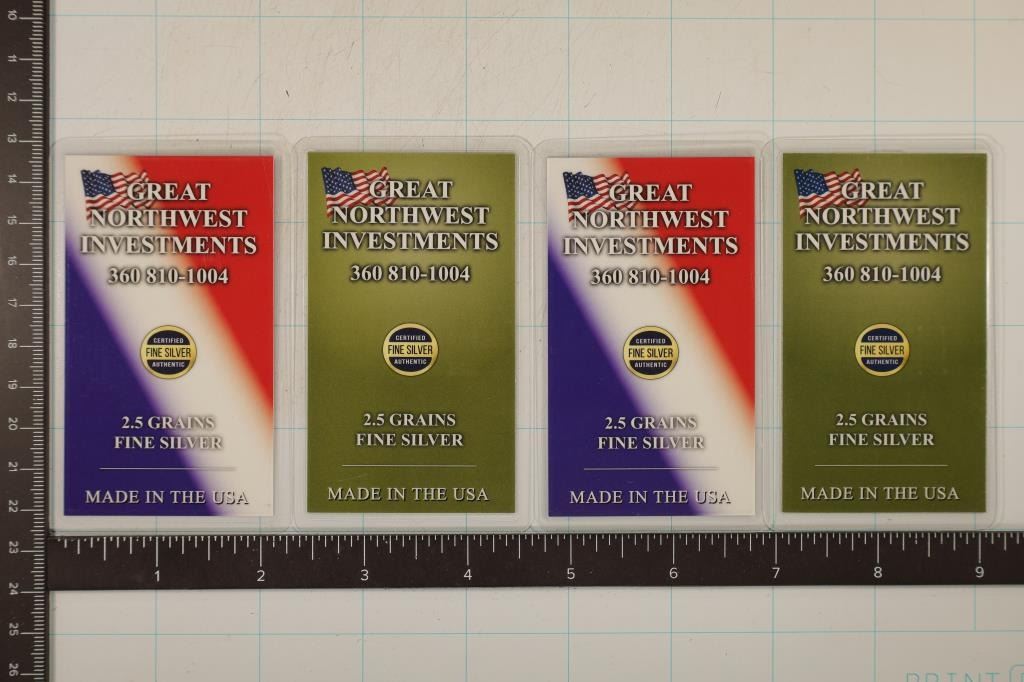 GREAT
NORTHWEST
INVESTMENTS
360 810-1004
CERTIFIED
FINE SILVER
AUTHENTIC
2.5 GRAINS
FINE SILVER
MADE IN THE USA
GREAT
NORTHWEST
INVESTMENTS
360 810-1004
CERTIFIED
FINE SILVER
AUTHENTIC
2.5 GRAINS
FINE SILVER
MADE IN THE USA
GREAT
NORTHWEST
INVESTMENTS
360 810-1004
CERTIFIED
FINE SILVER
AUTHENTIC
2.5 GRAINS
FINE SILVER
MADE IN THE USA
GREAT
NORTHWEST
INVESTMENTS
360 810-1004
CERTIFIED
FINE SILVER
AUTHENTIC
2.5 GRAINS
FINE SILVER
MADE IN THE USA
10
11
12
13
14
15
16
17
18
19
20
21
22
23
24
25
26
1 2 3 4 5 6 7 8 9
PRINT